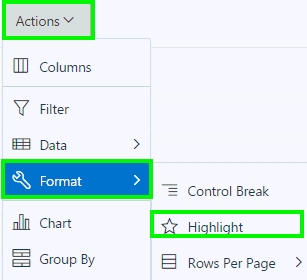 Actions
Columns
Filter
Data
Format
Control Break
Chart
Highlight
Group By
Rows Per Page